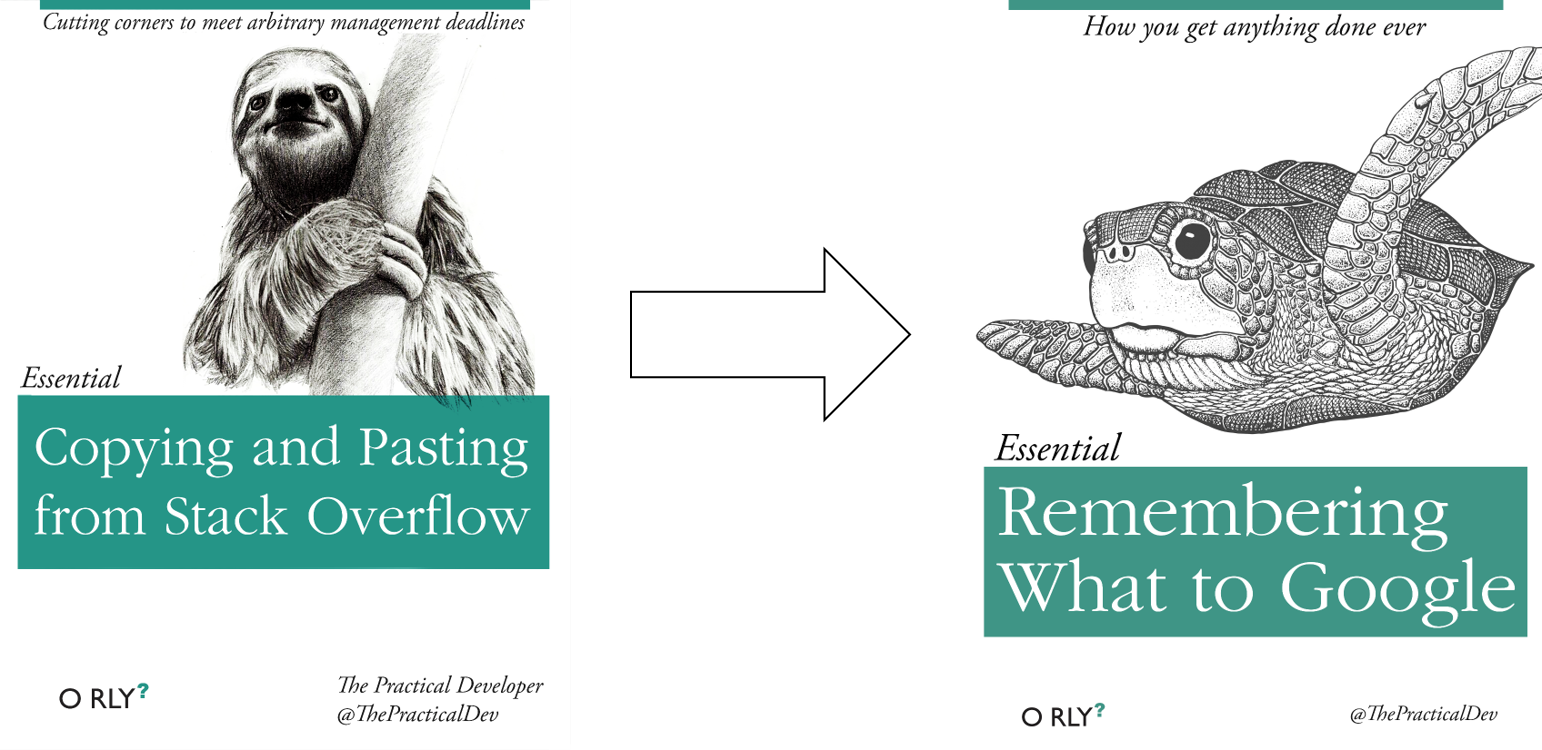 Cutting corners to meet arbitrary management deadlines
Essential
Copying and Pasting
from Stack Overflow
O RLY?
The Practical Developer
@ThePracticalDev
How you get anything done ever
Essential
Remembering
What to Google
O RLY?
@ThePracticalDev